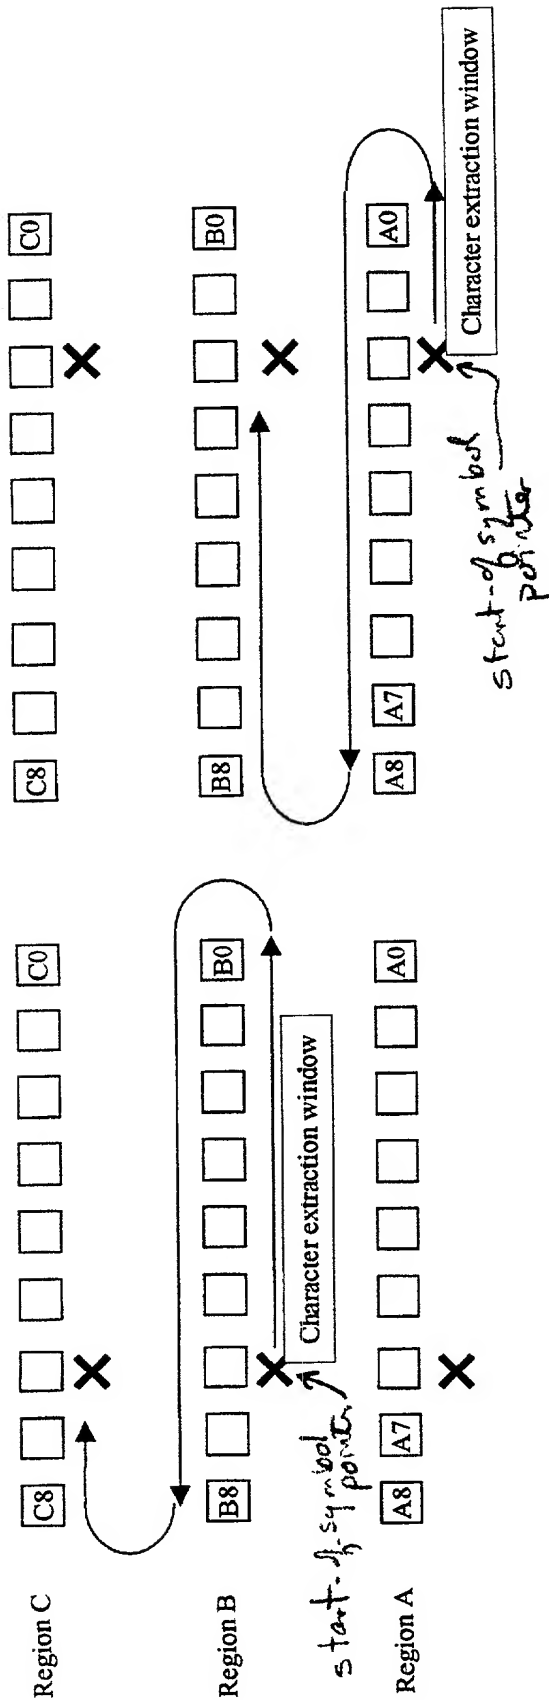 Region C
C8
C0
C8
C0
Region B
B8
B0
B8
B0
Character extraction window
start-of-symbol
pointer
Region A
A8
A7
A0
A8
A7
A0
Character extraction window
start-of symbol
pointer